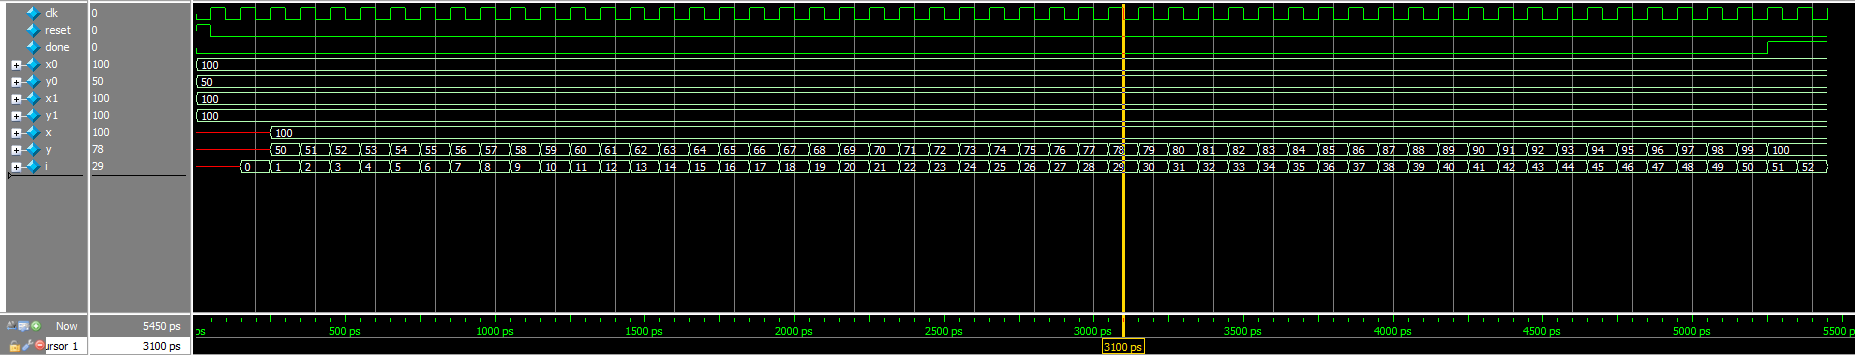 clk 0
reset 0
done 0
x0 100 100
y0 50 50
x1 100 100
y1 100 100
x 100 100
y 78 50 51 52 53 54 55 56 57 58 59 60 61 62 63 64 65 66 67 68 69 70 71 72 73 74 75 76 77 78 79 80 81 82 83 84 85 86 87 88 89 90 91 92 93 94 95 96 97 98 99 100
i 29 0 1 2 3 4 5 6 7 8 9 10 11 12 13 14 15 16 17 18 19 20 21 22 23 24 25 26 27 28 29 30 31 32 33 34 35 36 37 38 39 40 41 42 43 44 45 46 47 48 49 50 51 52
Now 5450 ps ps 500 ps 1000 ps 1500 ps 2000 ps 2500 ps 3000 ps 3500 ps 4000 ps 4500 ps 5000 ps 5500 ps
ursor 1 3100 ps 3100 ps